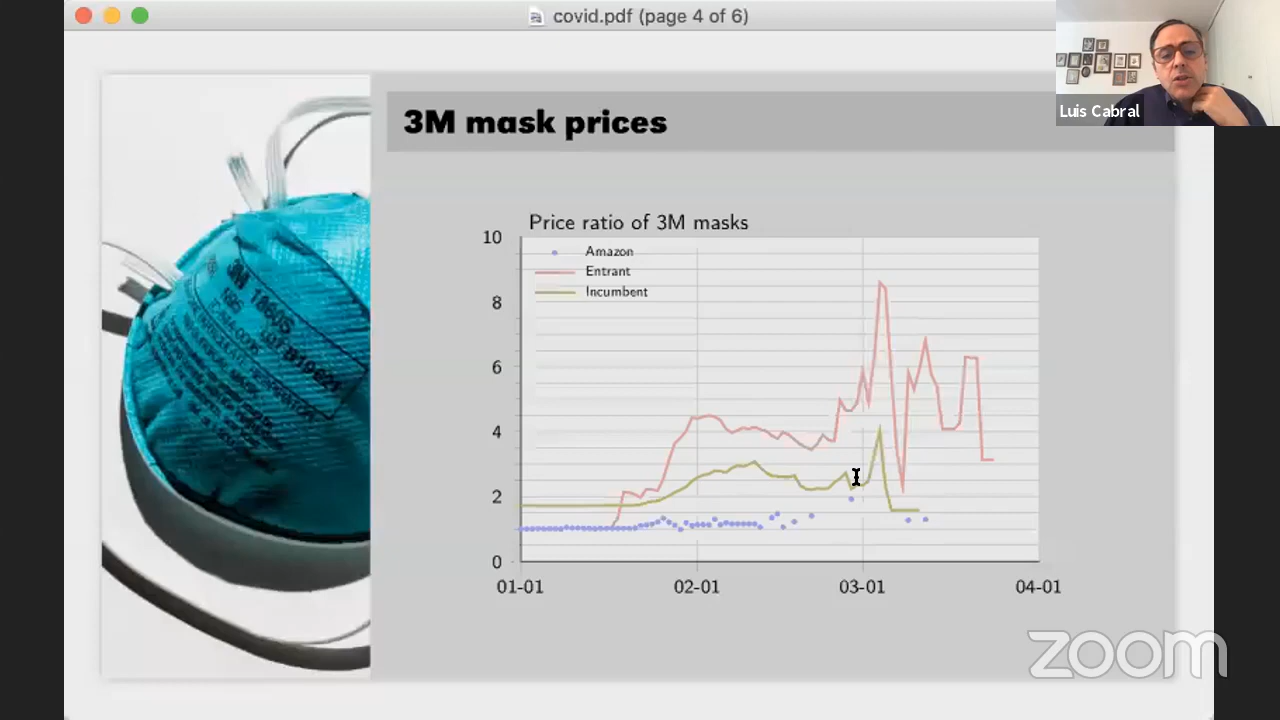 covid.pdf (page 4 of 6)
Luis Cabral
3M mask prices
3M
1860S
Price ratio of 3M masks
Amazon
Entrant
Incumbent
10
8
6
4
2
0
01-01
02-01
03-01
04-01
zoom